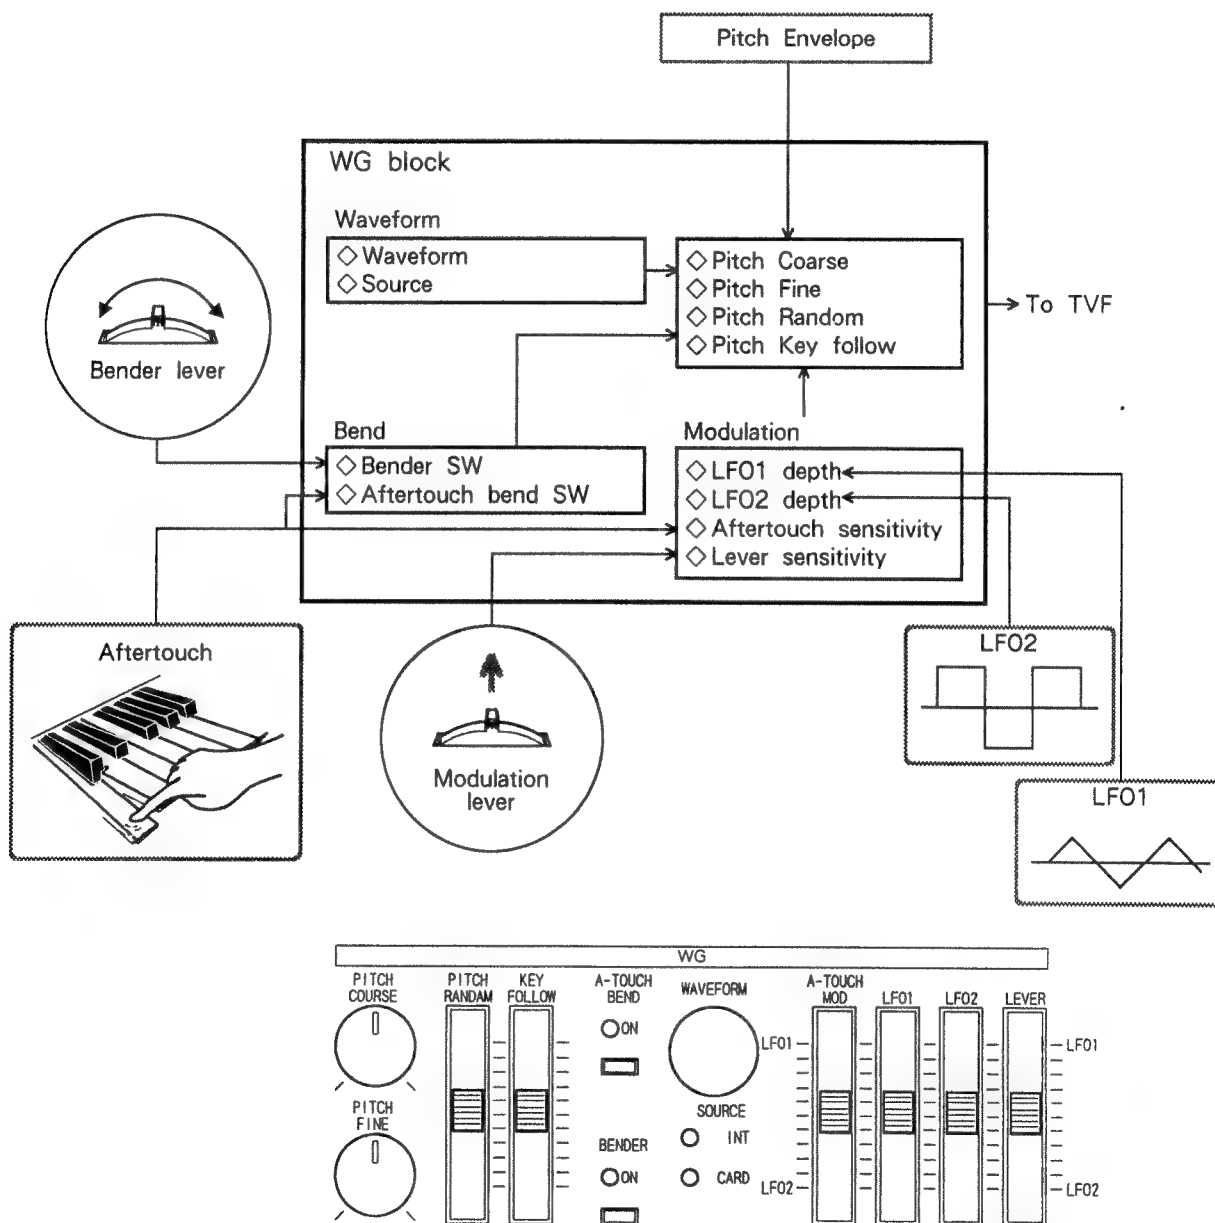 Pitch Envelope
WG block
Waveform
◇ Waveform
◇ Source
◇ Pitch Coarse
◇ Pitch Fine
◇ Pitch Random
◇ Pitch Key follow
To TVF
Bender lever
Bend
◇ Bender SW
◇ Aftertouch bend SW
Modulation
◇ LFO1 depth
◇ LFO2 depth
◇ Aftertouch sensitivity
◇ Lever sensitivity
Aftertouch
Modulation
lever
LFO2
LFO1
WG
PITCH
COURSE
PITCH
RANDAM
KEY
FOLLOW
A-TOUCH
BEND
ON
WAVEFORM
A-TOUCH
MOD
LFO1
LFO2
LEVER
LFO1
LFO1
PITCH
FINE
BENDER
ON
SOURCE
INT
CARD
LFO2
LFO2